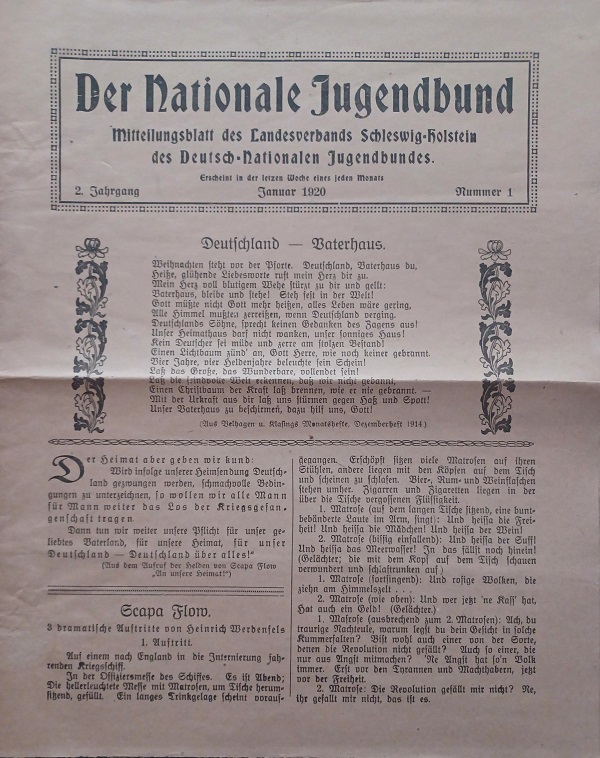 Der Nationale Jugendbund
Mitteilungsblatt des Landesverbands Schleswig-Holstein
des Deutsch-Nationalen Jugendbundes.
Erscheint in der letzen Woche eines jeden Monats
2. Jahrgang Januar 1920 Nummer 1
Deutschland — Vaterhaus.
Weihnachten steht vor der Pforte. Deutschland, Vaterhaus du,
Heiße, glühende Liebesworte ruft mein Herz dir zu.
Mein Herz voll blutigem Wehe stürzt zu dir und gellt:
Vaterhaus, bleibe und stehe! Steh fest in der Welt!
Gott müßte nicht Gott mehr heißen, alles Leben wäre gering,
Alle Himmel mußten zerreißen, wenn Deutschland verging.
Deutschlands Söhne, sprecht keinen Gedanken des Zagens aus!
Unser Heimathaus darf nicht wanken, unser sonniges Haus!
Kein Deutscher sei müde und zerre am stolzen Bestand!
Einen Lichtbaum zünd' an, Gott Herre, wie noch keiner gebrannt.
Vier Jahre, vier Heldenjahre beleuchte sein Schein!
Laß das Große, das Wunderbare, vollendet sein!
Laß die feindvolle Welt erkennen, daß wir nicht gebannt,
Einen Christbaum der Kraft laß brennen, wie er nie gebrannt. —
Mit der Urkraft aus dir laß uns stürmen gegen Haß und Spott!
Unser Vaterhaus zu beschirmen, dazu hilf uns, Gott!
(Aus Velhagen u. Klasings Monatshefte. Dezemberheft 1914.)
Der Heimat aber geben wir kund:
Wird infolge unserer Heimsendung Deutsch-
land gezwungen werden, schmachvolle Bedin-
gungen zu unterzeichnen, so wollen wir alle Mann
für Mann weiter das Los der Kriegsgefan-
genschaft tragen.
Dann tun wir weiter unsere Pflicht für unser ge-
liebtes Vaterland, für unsere Heimat, für unser
Deutschland — Deutschland über alles!"
(Aus dem Aufruf der Helden von Scapa Flow
„An unsere Heimat!")
Scapa Flow.
3 dramatische Auftritte von Heinrich Werdenfels
1. Auftritt.
Auf einem nach England in die Internierung fah-
renden Kriegsschiff.
In der Offiziersmesse des Schiffes. Es ist Abend;
Die hellerleuchtete Messe mit Matrosen, um Tische herum-
sitzend, gefüllt. Ein langes Trinkgelage scheint voraus-
gegangen. Erschöpft sitzen viele Matrosen auf ihren
Stühlen, andere liegen mit den Köpfen auf dem Tisch
und scheinen zu schlafen. Bier-, Rum- und Weinflaschen
stehen umher. Zigarren und Zigaretten liegen in der
über die Tische vergossenen Flüssigkeit.
1. Matrose (auf dem langen Tische sitzend, eine bunt-
bebänderte Laute im Arm, singt): Und heissa die Frei-
heit! Und heissa die Mädchen! Und heissa der Wein!
2. Matrose (bissig einfallend): Und heissa der Suff!
Und heissa das Meerwasser! In das fällst noch hinein!
(Gelächter; die mit dem Kopf auf dem Tisch schauen
verwundert und schlaftrunken auf.)
1. Matrose (fortsingend): Und rosige Wolken, die
ziehn am Himmelszelt . . .
2. Matrose (wie oben): Und wer jetzt 'ne Kass' hat,
Hat auch ein Geld! (Gelächter.)
1. Matrose (ausbrechend zum 2. Matrosen): Ach, du
traurige Nachteule, warum legst du dein Gesicht in solche
Kummerfalten? Bist wohl auch einer von der Sorte,
denen die Revolution nicht gefällt? Auch so einer, die
nur aus Angst mitmachen? 'Ne Angst hat so'n Volk
immer. Erst vor den Tyrannen und Machthabern, jetzt
vor der Freiheit.
2. Matrose: Die Revolution gefällt mir nicht? Ne,
ihr gefallt mir nicht, das ist es.